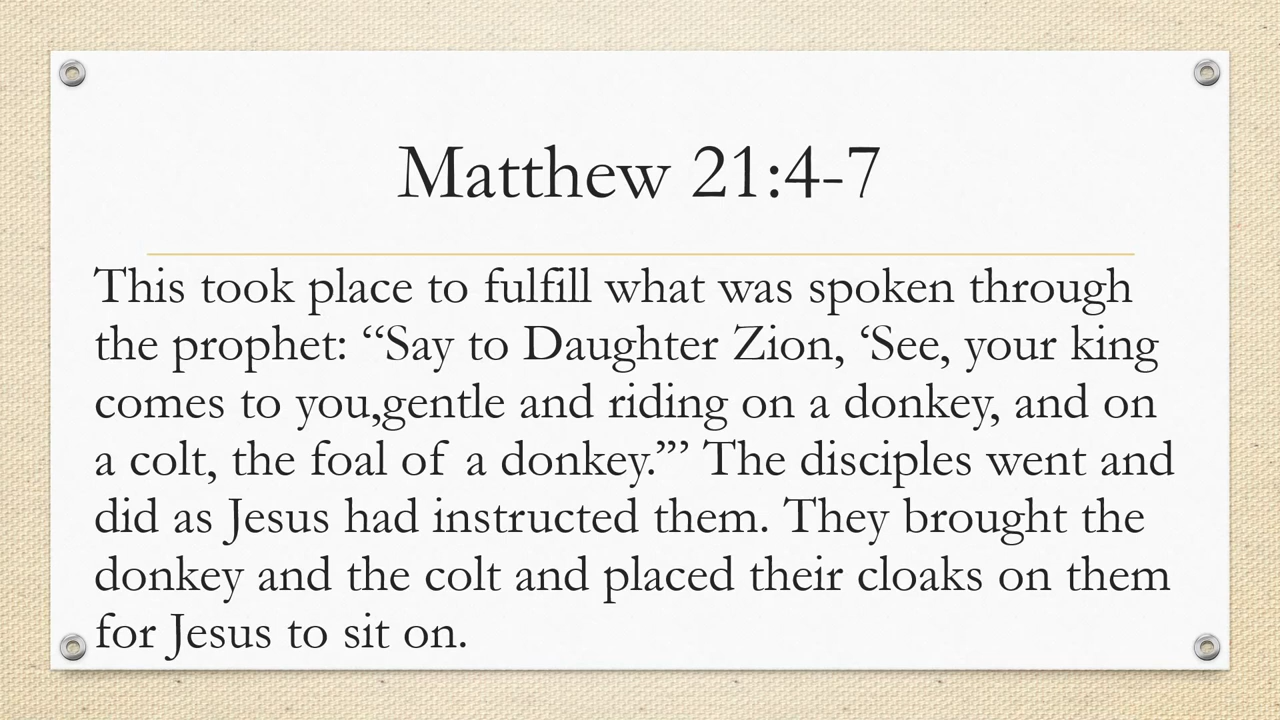 Matthew 21:4-7
This took place to fulfill what was spoken through
the prophet: “Say to Daughter Zion, ‘See, your king
comes to you,gentle and riding on a donkey, and on
a colt, the foal of a donkey.’” The disciples went and
did as Jesus had instructed them. They brought the
donkey and the colt and placed their cloaks on them
for Jesus to sit on.